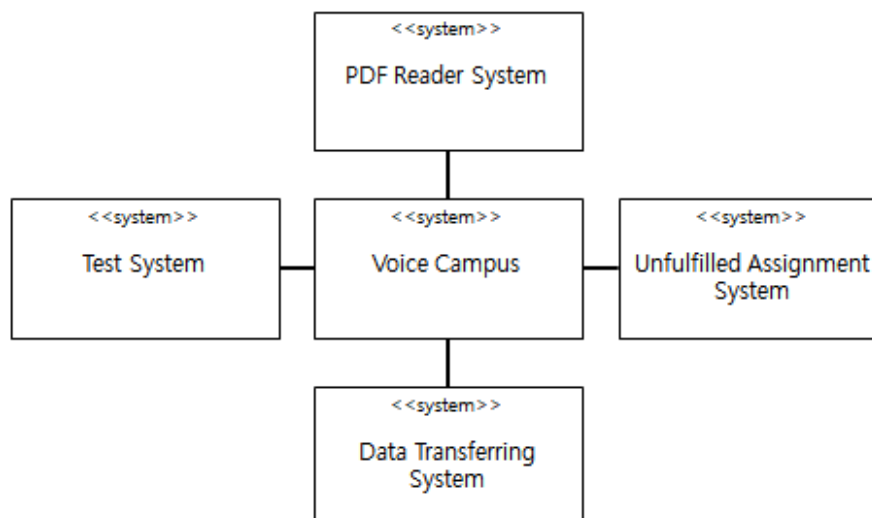 <<system>>
PDF Reader System
<<system>>
Test System
<<system>>
Voice Campus
<<system>>
Unfulfilled Assignment
System
<<system>>
Data Transferring
System